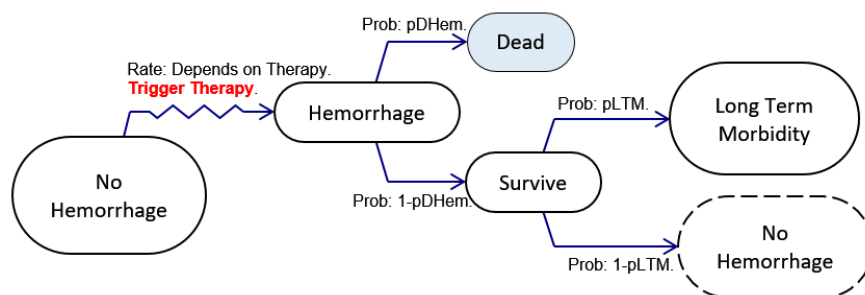 Prob: pDHem.
Dead
Rate: Depends on Therapy.
Trigger Therapy.
Hemorrhage
Prob: pLTM.
Long Term
Morbidity
No
Hemorrhage
Survive
Prob: 1-pDHem.
No
Hemorrhage
Prob: 1-pLTM.